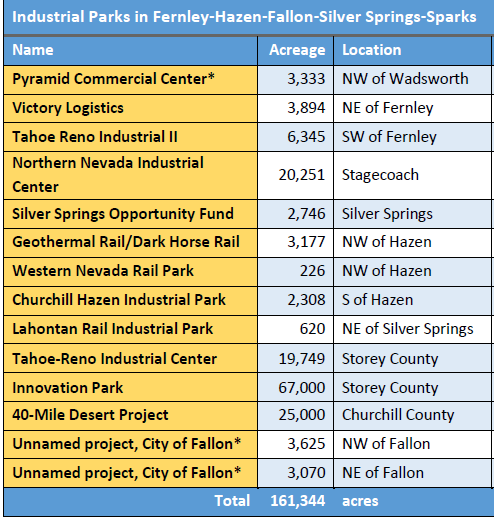 Industrial Parks in Fernley-Hazen-Fallon-Silver Springs-Sparks
Name Acreage Location
Pyramid Commercial Center* 3,333 NW of Wadsworth
Victory Logistics 3,894 NE of Fernley
Tahoe Reno Industrial II 6,345 SW of Fernley
Northern Nevada Industrial
Center 20,251 Stagecoach
Silver Springs Opportunity Fund 2,746 Silver Springs
Geothermal Rail/Dark Horse Rail 3,177 NW of Hazen
Western Nevada Rail Park 226 NW of Hazen
Churchill Hazen Industrial Park 2,308 S of Hazen
Lahontan Rail Industrial Park 620 NE of Silver Springs
Tahoe-Reno Industrial Center 19,749 Storey County
Innovation Park 67,000 Storey County
40-Mile Desert Project 25,000 Churchill County
Unnamed project, City of Fallon* 3,625 NW of Fallon
Unnamed project, City of Fallon* 3,070 NE of Fallon
Total 161,344 acres